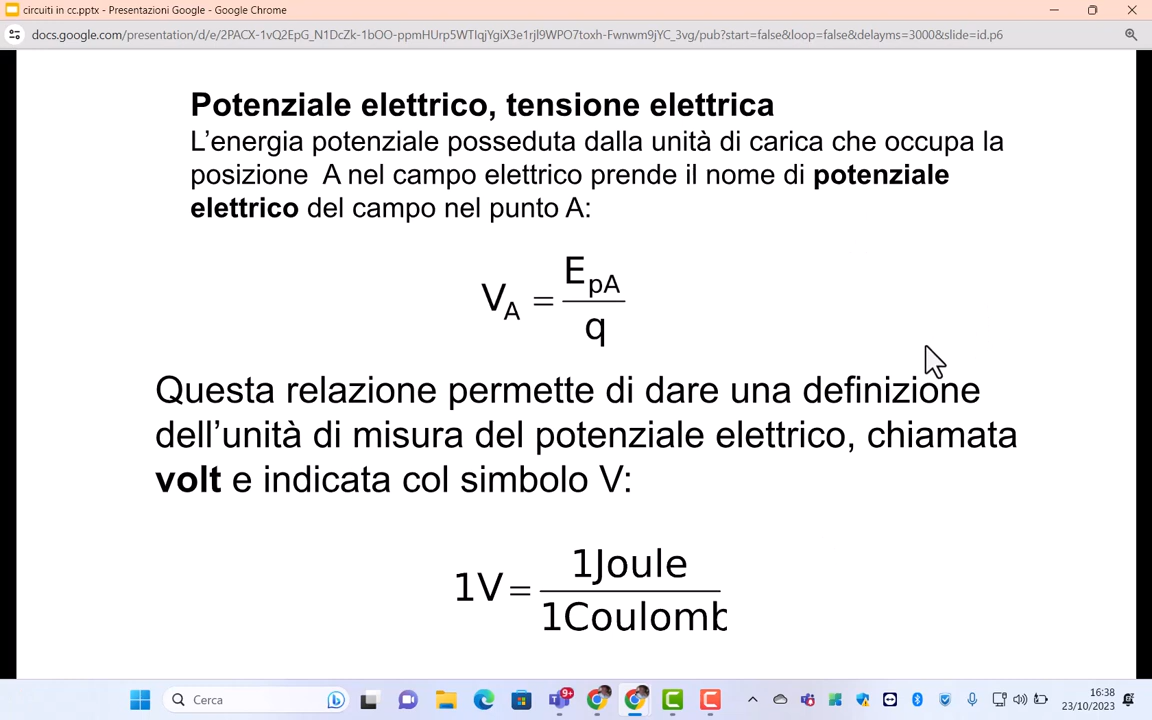 circuiti in cc.pptx - Presentazioni Google - Google Chrome
docs.google.com/presentation/d/e/2PACX-1vQ2EpG_N1DcZk-1bOO-ppmHUrp5WTIqjYgiX3e1rjl9WPO7toxh-Fwnwm9jYC_3vg/pub?start=false&loop=false&delayms=3000&slide=id.p6
Potenziale elettrico, tensione elettrica
L’energia potenziale posseduta dalla unità di carica che occupa la
posizione A nel campo elettrico prende il nome di potenziale
elettrico del campo nel punto A:
V_A = E_pA / q
Questa relazione permette di dare una definizione
dell’unità di misura del potenziale elettrico, chiamata
volt e indicata col simbolo V:
1V = 1Joule / 1Coulomb
Cerca
9+
16:38
23/10/2023